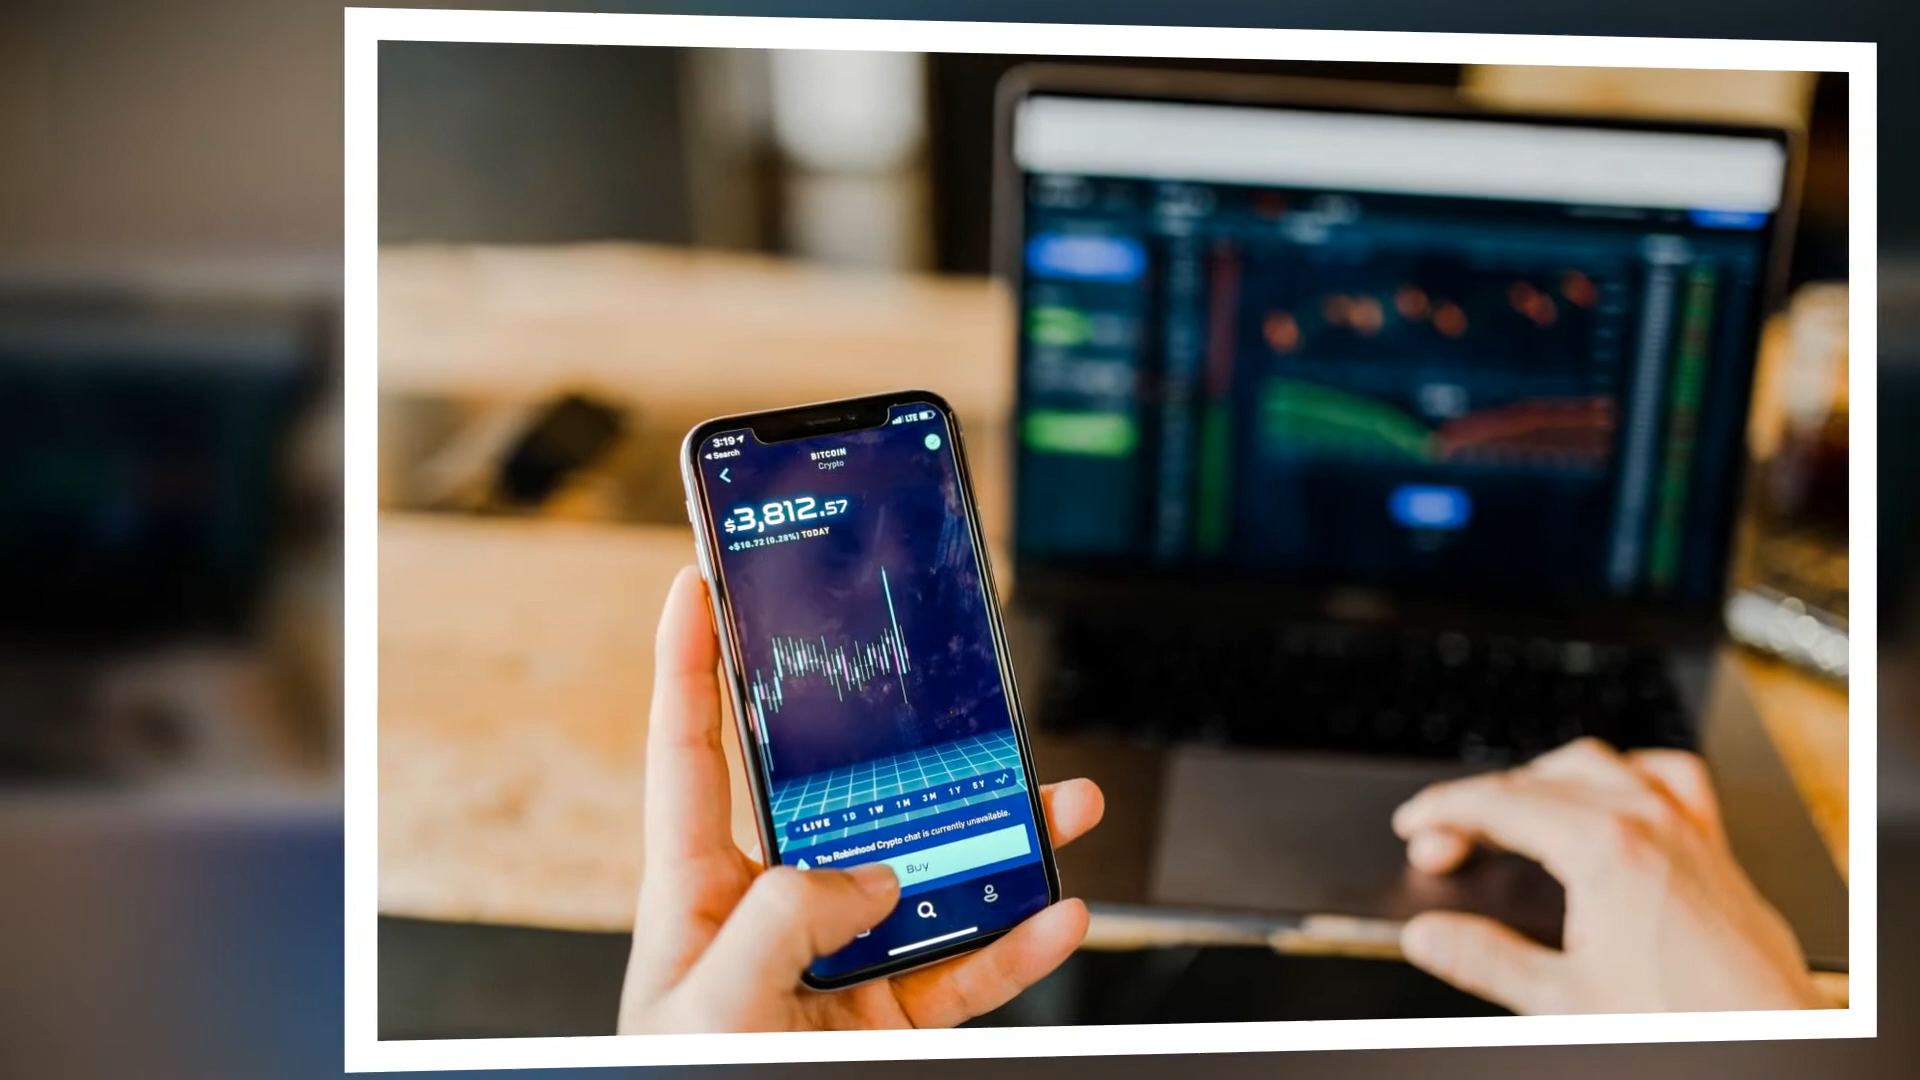 3:19
LTE
Search
BITCOIN
Crypto
$3,812.57
+$10.72 (0.28%) TODAY
LIVE 1D 1W 1M 3M 1Y 5Y
The Robinhood Crypto chat is currently unavailable.
Buy